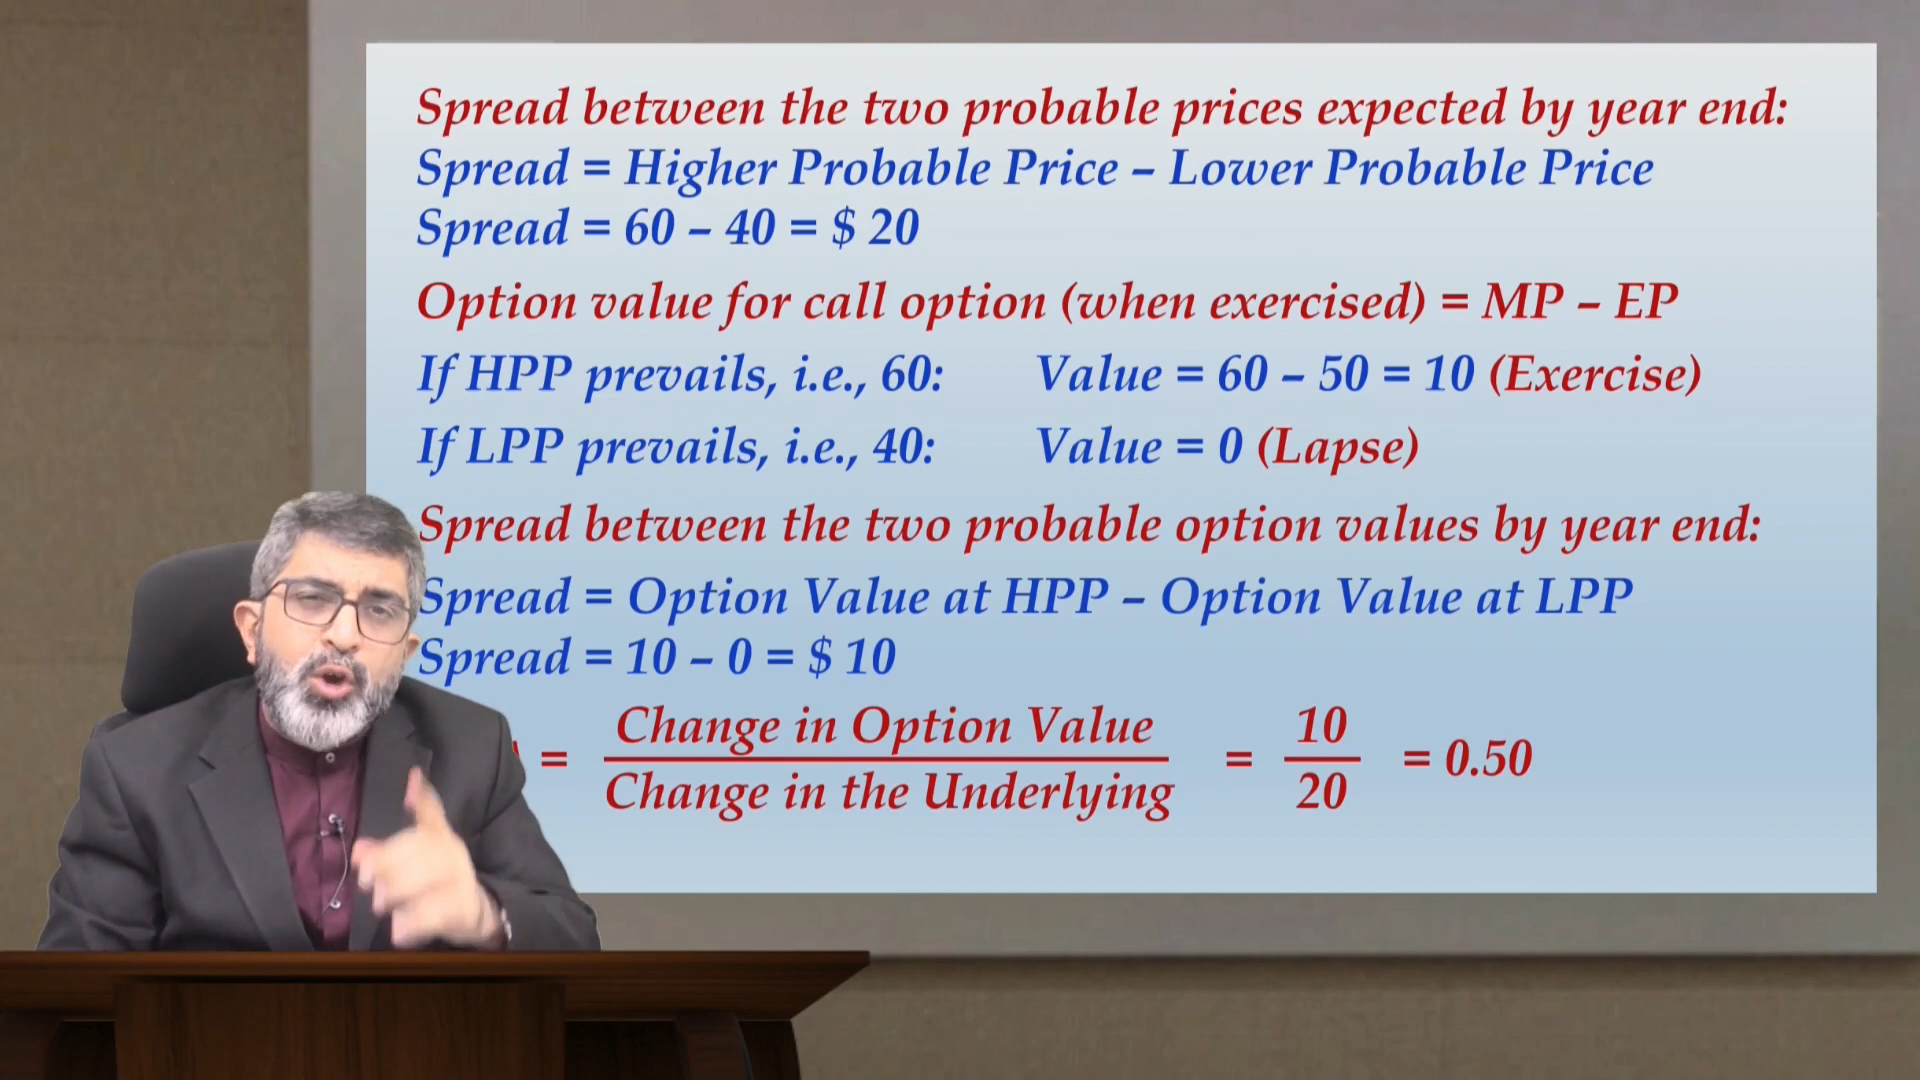 Spread between the two probable prices expected by year end:
Spread = Higher Probable Price – Lower Probable Price
Spread = 60 – 40 = $ 20
Option value for call option (when exercised) = MP – EP
If HPP prevails, i.e., 60: Value = 60 – 50 = 10 (Exercise)
If LPP prevails, i.e., 40: Value = 0 (Lapse)
Spread between the two probable option values by year end:
Spread = Option Value at HPP – Option Value at LPP
Spread = 10 – 0 = $ 10
= Change in Option Value / Change in the Underlying = 10 / 20 = 0.50